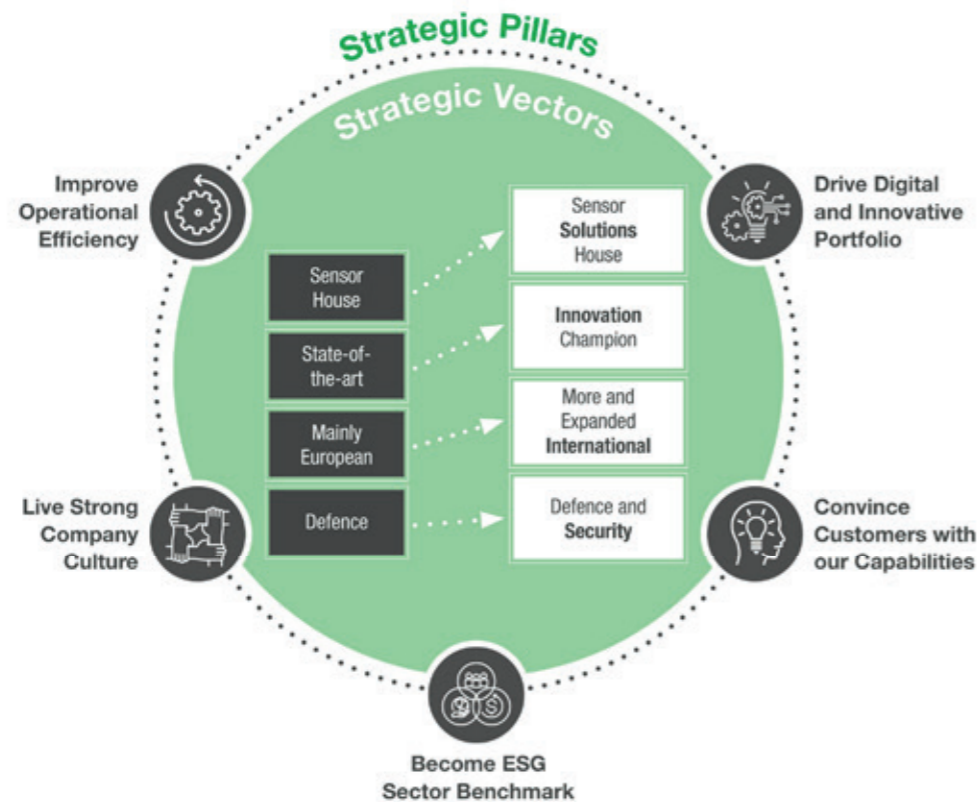 Strategic Pillars
Strategic Vectors
Improve
Operational
Efficiency
Drive Digital
and Innovative
Portfolio
Sensor
House
Sensor
Solutions
House
State-of-
the-art
Innovation
Champion
Mainly
European
More and
Expanded
International
Defence
Defence and
Security
Live Strong
Company
Culture
Convince
Customers with
our Capabilities
Become ESG
Sector Benchmark